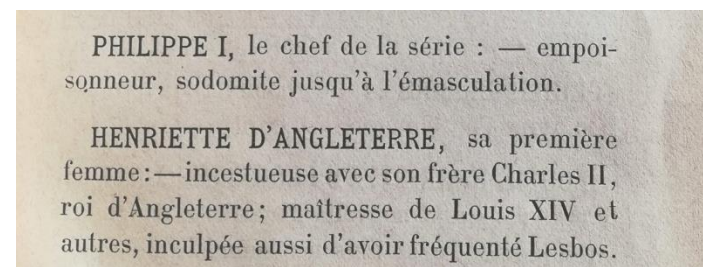 PHILIPPE I, le chef de la série : — empoi-
sonneur, sodomite jusqu'à l'émasculation.
HENRIETTE D'ANGLETERRE, sa première
femme : — incestueuse avec son frère Charles II,
roi d'Angleterre ; maîtresse de Louis XIV et
autres, inculpée aussi d'avoir fréquenté Lesbos.